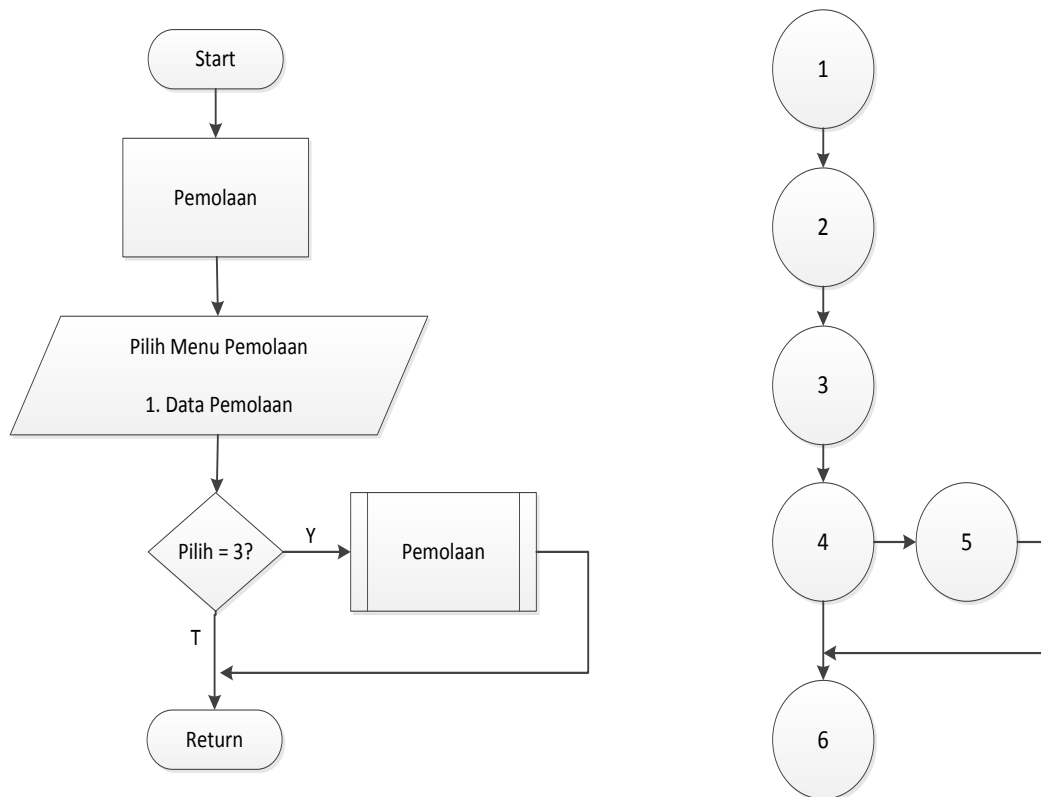 Start
Pemolaan
Pilih Menu Pemolaan
1. Data Pemolaan
Pilih = 3?
Y
Pemolaan
T
Return
1
2
3
4
5
6